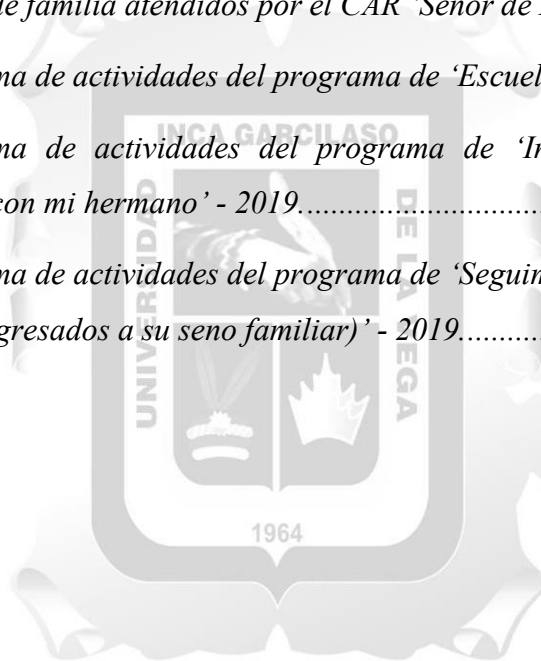 de familia atendidos por el CAR 'Señor de
ma de actividades del programa de 'Escuel
ma de actividades del programa de 'In
con mi hermano' - 2019.
ma de actividades del programa de 'Seguim
gresados a su seno familiar)' - 2019.
INCA GARCILASO
UNIVERSIDAD
DE LA VEGA
1964